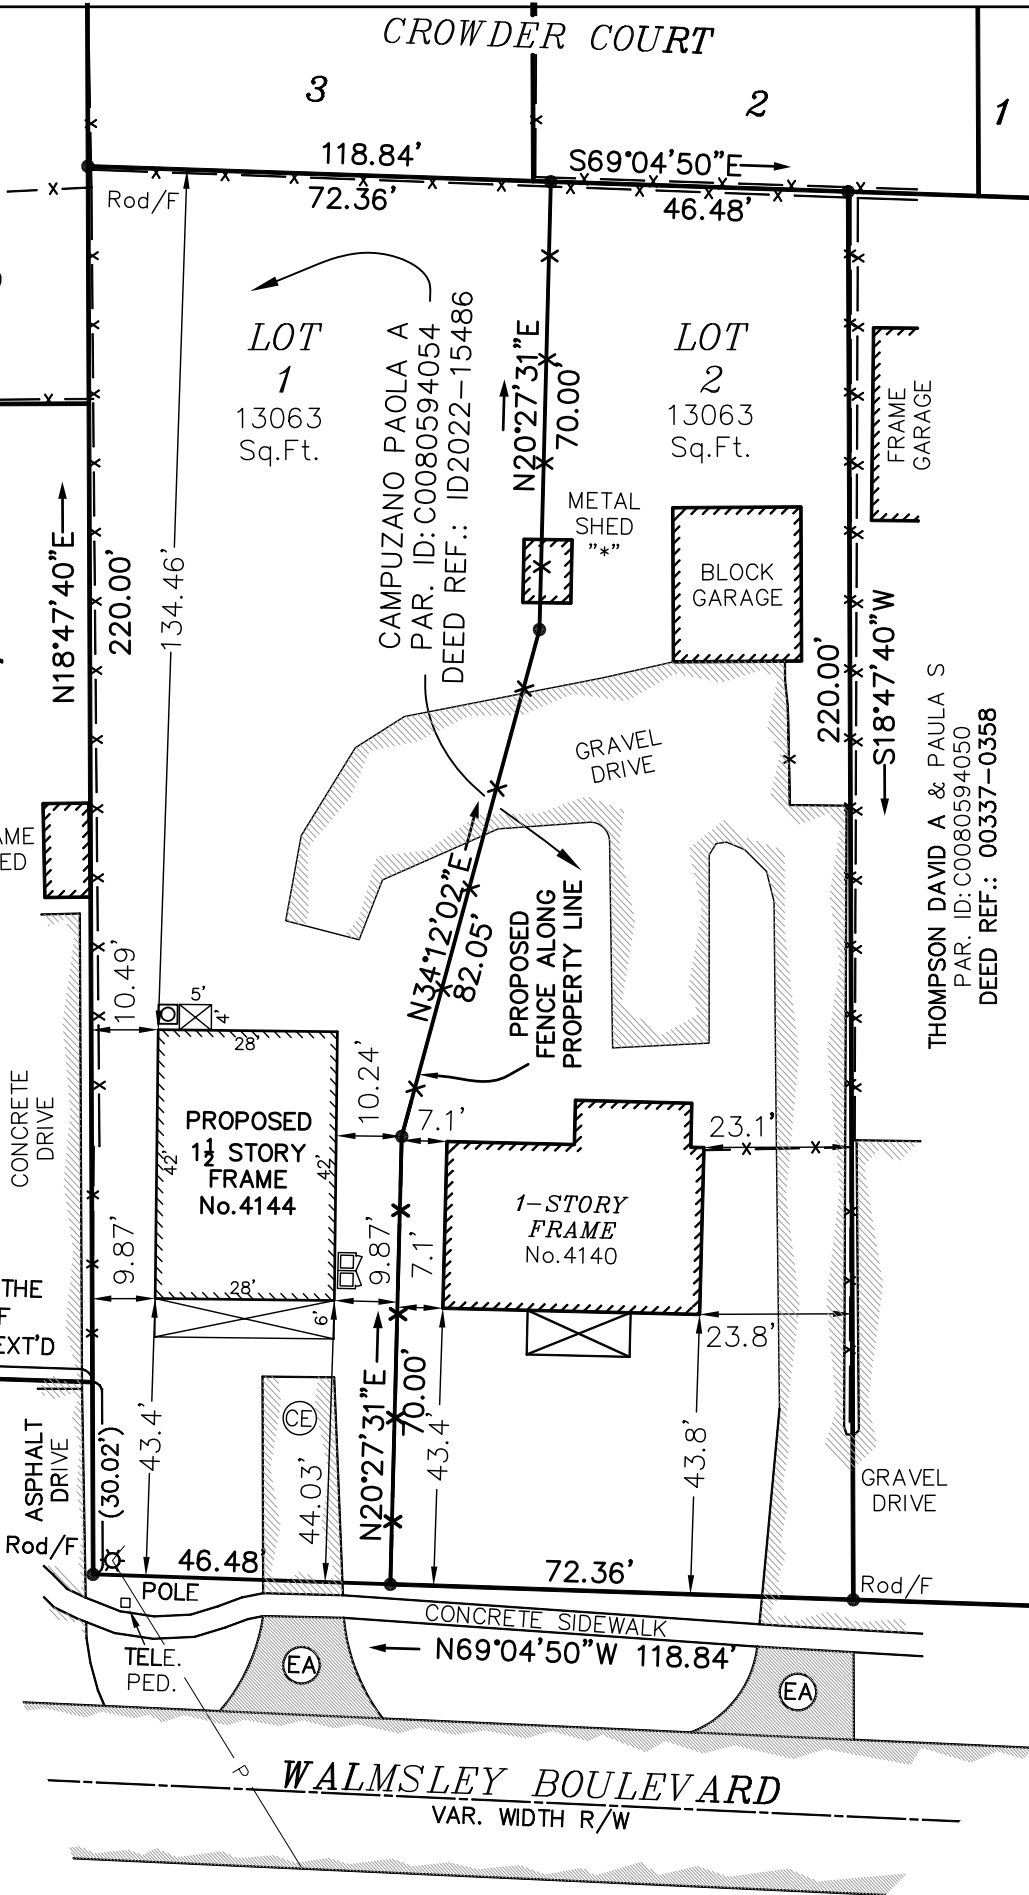 CROWDER COURT
3
2
1
118.84'
S69°04'50"E
Rod/F
72.36'
46.48'
LOT
1
13063
Sq.Ft.
LOT
2
13063
Sq.Ft.
CAMPUZANO PAOLA A
PAR. ID:C0080594054
DEED REF.: ID2022-15486
N20°27'31"E
70.00'
FRAME
GARAGE
METAL
SHED
"*"
BLOCK
GARAGE
N18°47'40"E
220.00'
134.46'
220.00'
S18°47'40"W
THOMPSON DAVID A & PAULA S
PAR. ID:C0080594050
DEED REF.: 00337-0358
GRAVEL
DRIVE
AME
ED
N34°12'02"E
82.05'
PROPOSED
FENCE ALONG
PROPERTY LINE
10.49'
5'
4'
28'
CONCRETE
DRIVE
PROPOSED
1½ STORY
FRAME
No.4144
42'
42'
10.24'
7.1'
23.1'
1-STORY
FRAME
No.4140
9.87'
9.87'
7.1'
28'
6'
23.8'
THE
F
EXT'D
N20°27'31"E
70.00'
CE
43.4'
44.03'
43.4'
43.8'
ASPHALT
DRIVE
(30.02')
GRAVEL
DRIVE
Rod/F
46.48'
72.36'
Rod/F
POLE
CONCRETE SIDEWALK
N69°04'50"W 118.84'
TELE.
PED.
EA
EA
P
WALMSLEY BOULEVARD
VAR. WIDTH R/W